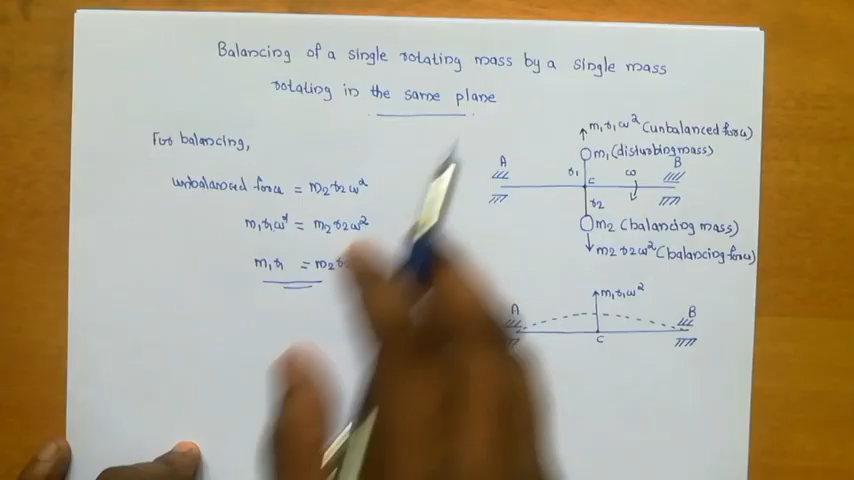 Balancing of a single rotating mass by a single mass
rotating in the same plane
For balancing,
unbalanced force = m₂r₂ω²
m₁r₁ω² = m₂r₂ω²
m₁r₁ = m₂r₂
m₁r₁ω² (unbalanced force)
A
m₁ (disturbing mass)
B
r₁
C
ω
r₂
m₂ (balancing mass)
m₂r₂ω² (balancing force)
m₁r₁ω²
A
B
C